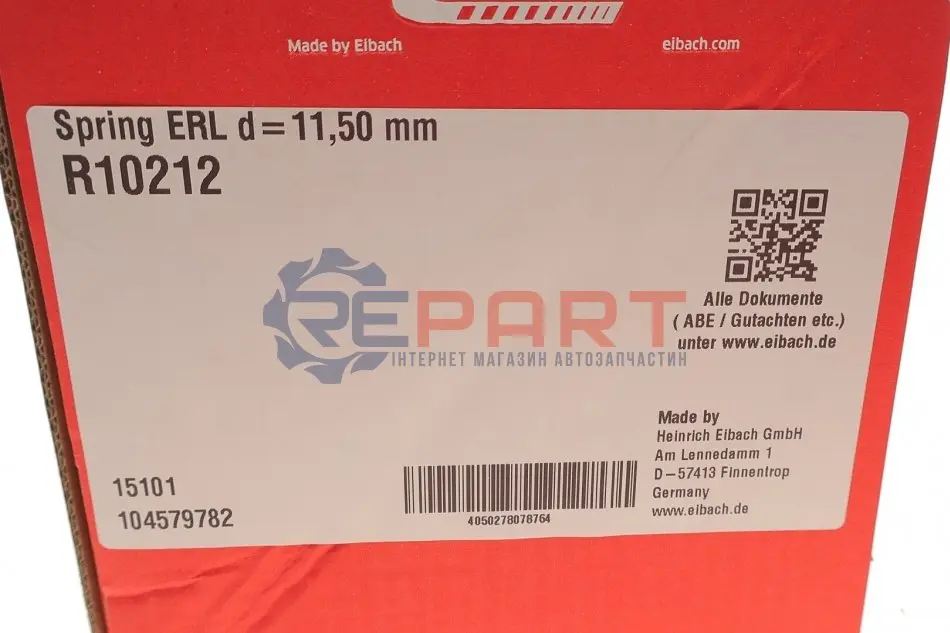 Made by Eibach
eibach.com
Spring ERL d=11,50 mm
R10212
Alle Dokumente
( ABE / Gutachten etc.)
unter www.eibach.de
REPART
ІНТЕРНЕТ МАГАЗИН АВТОЗАПЧАСТИН
Made by
Heinrich Eibach GmbH
Am Lennedamm 1
D-57413 Finnentrop
Germany
www.eibach.de
15101
104579782
4050278078764